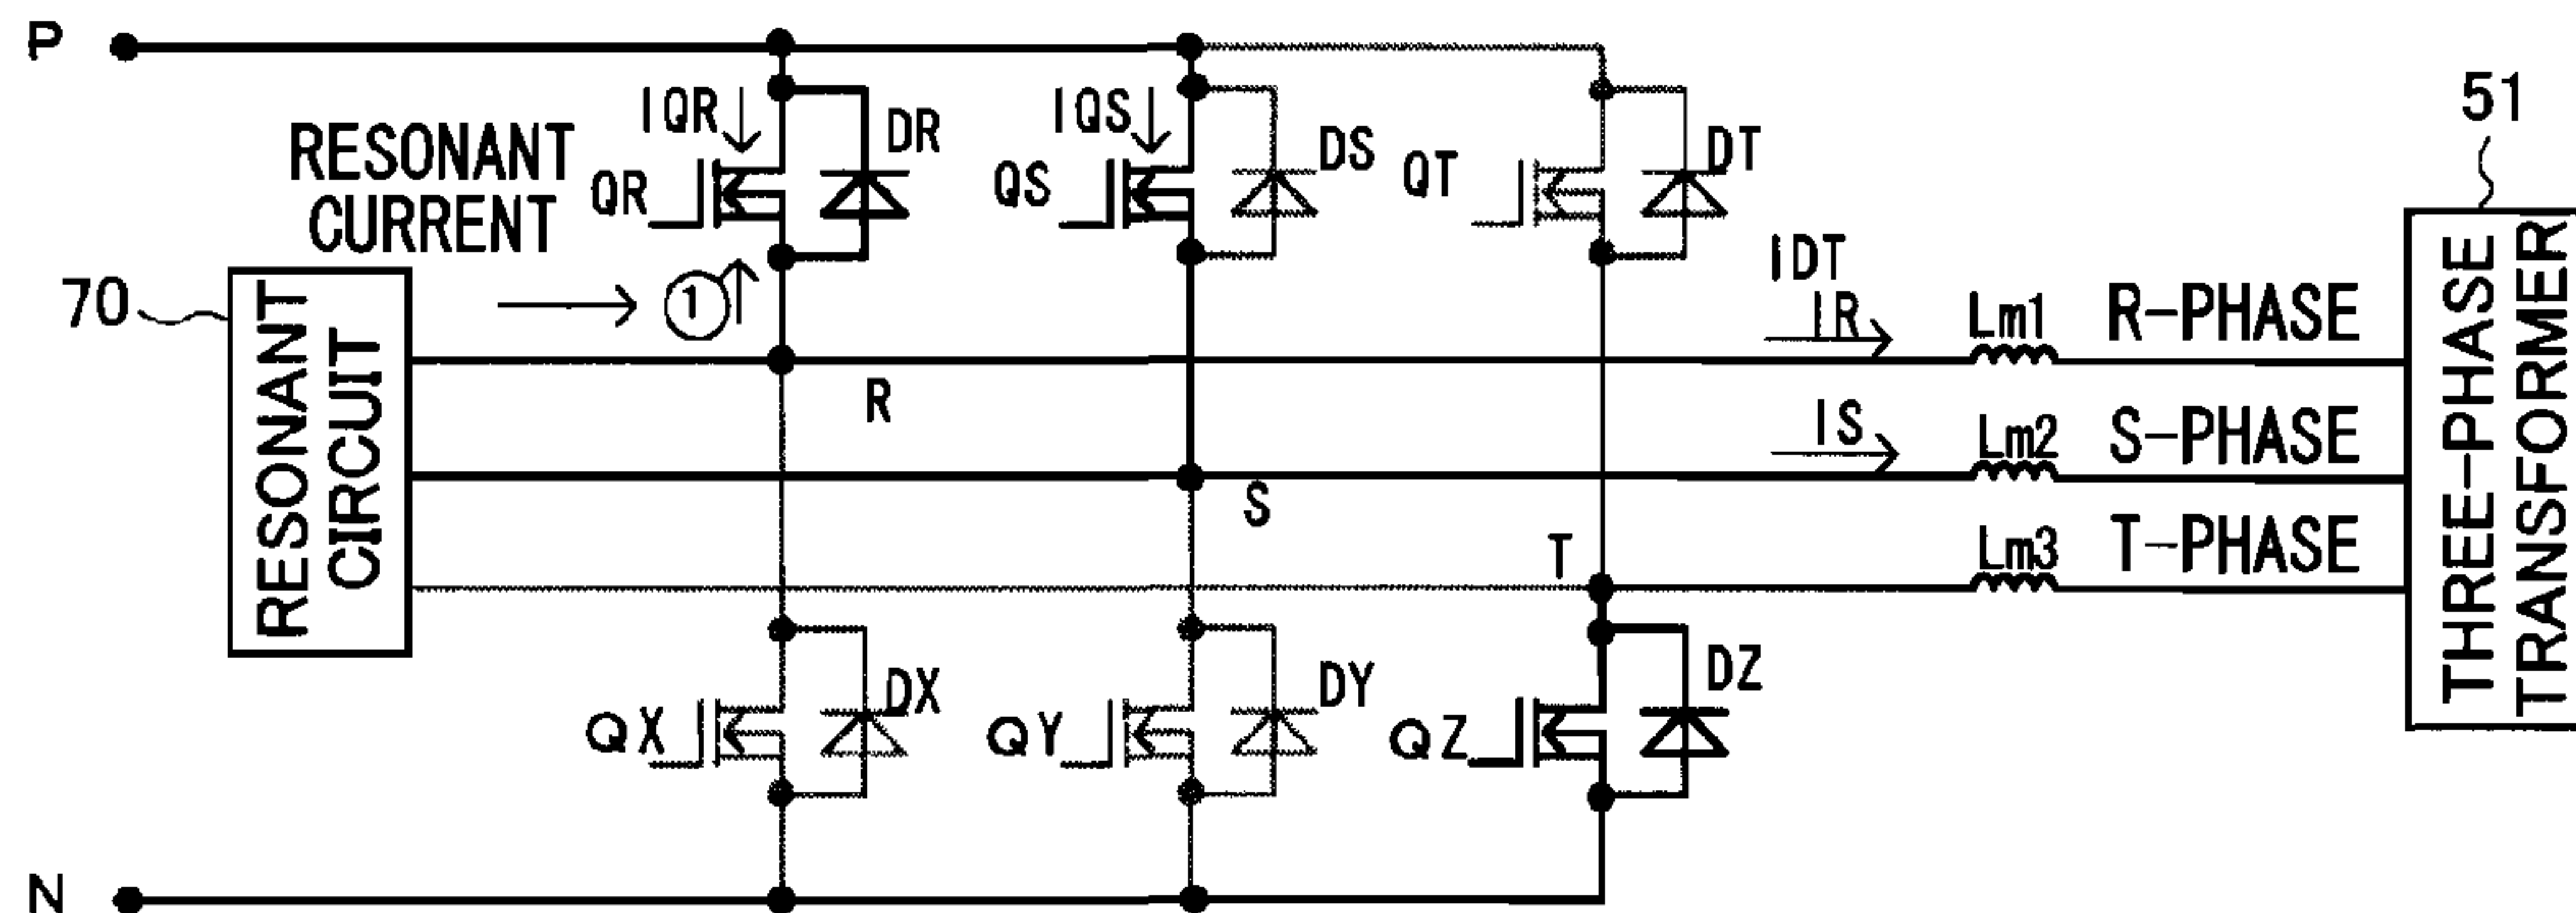 P
51
IQR
DR
IQS
DS
DT
RESONANT
CURRENT
QR
QS
QT
IDT
70
1
IR
Lm1
R-PHASE
RESONANT
CIRCUIT
R
IS
Lm2
S-PHASE
S
T
Lm3
T-PHASE
THREE-PHASE
TRANSFORMER
DX
DY
DZ
QX
QY
QZ
N